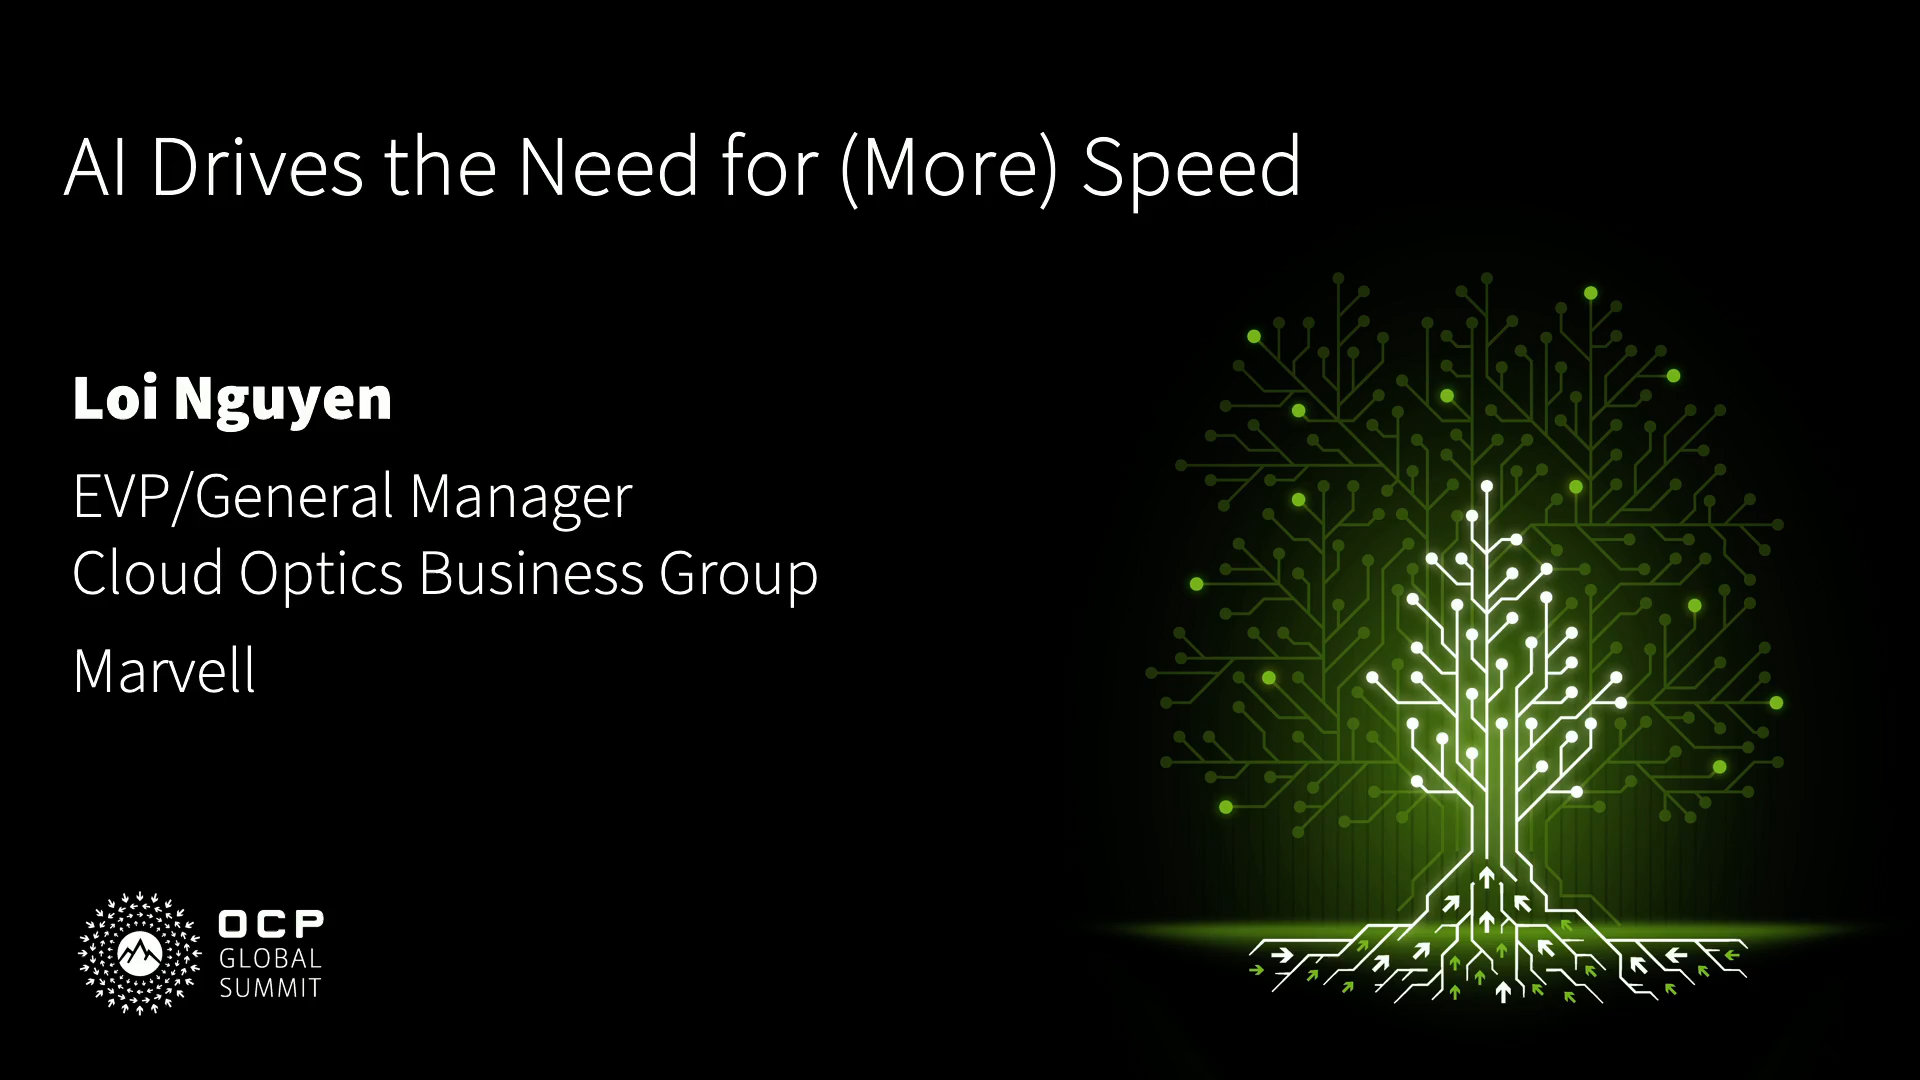 AI Drives the Need for (More) Speed
Loi Nguyen
EVP/General Manager
Cloud Optics Business Group
Marvell
OCP
GLOBAL
SUMMIT